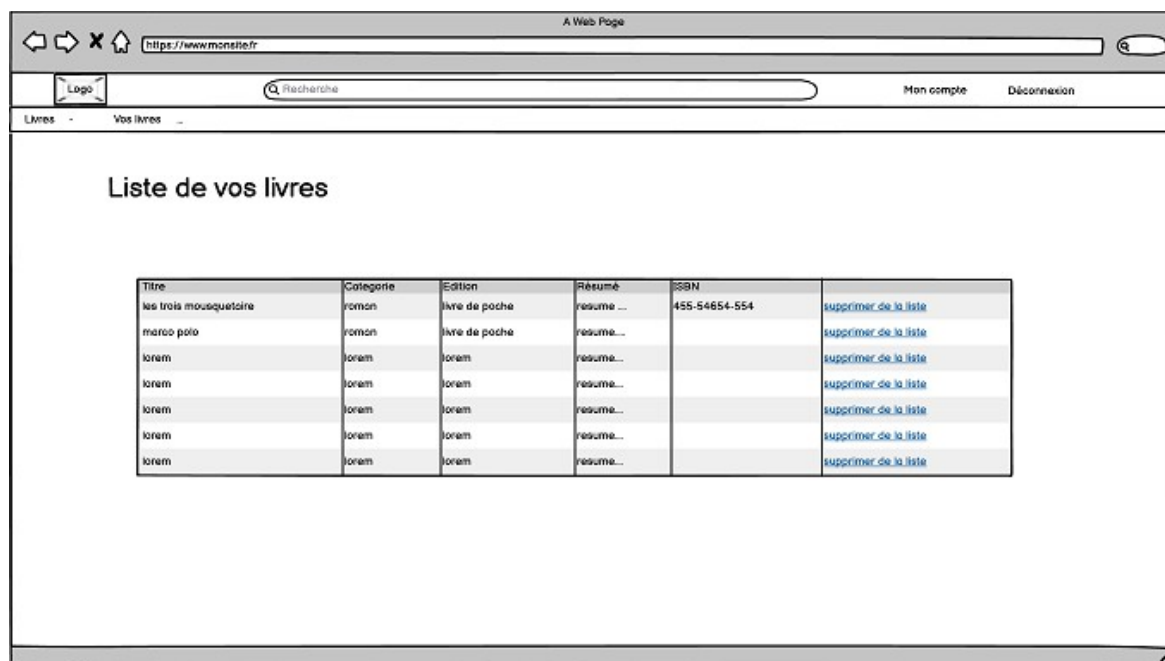 A Web Page
https://www.monsite.fr
Logo Recherche Mon compte Déconnexion
Livres - Vos livres
Liste de vos livres
Titre Categorie Edition Résumé ISBN
les trois mousquetaire roman livre de poche resume ... 455-54654-554 supprimer de la liste
marco polo roman livre de poche resume... supprimer de la liste
lorem lorem lorem resume... supprimer de la liste
lorem lorem lorem resume... supprimer de la liste
lorem lorem lorem resume... supprimer de la liste
lorem lorem lorem resume... supprimer de la liste
lorem lorem lorem resume... supprimer de la liste